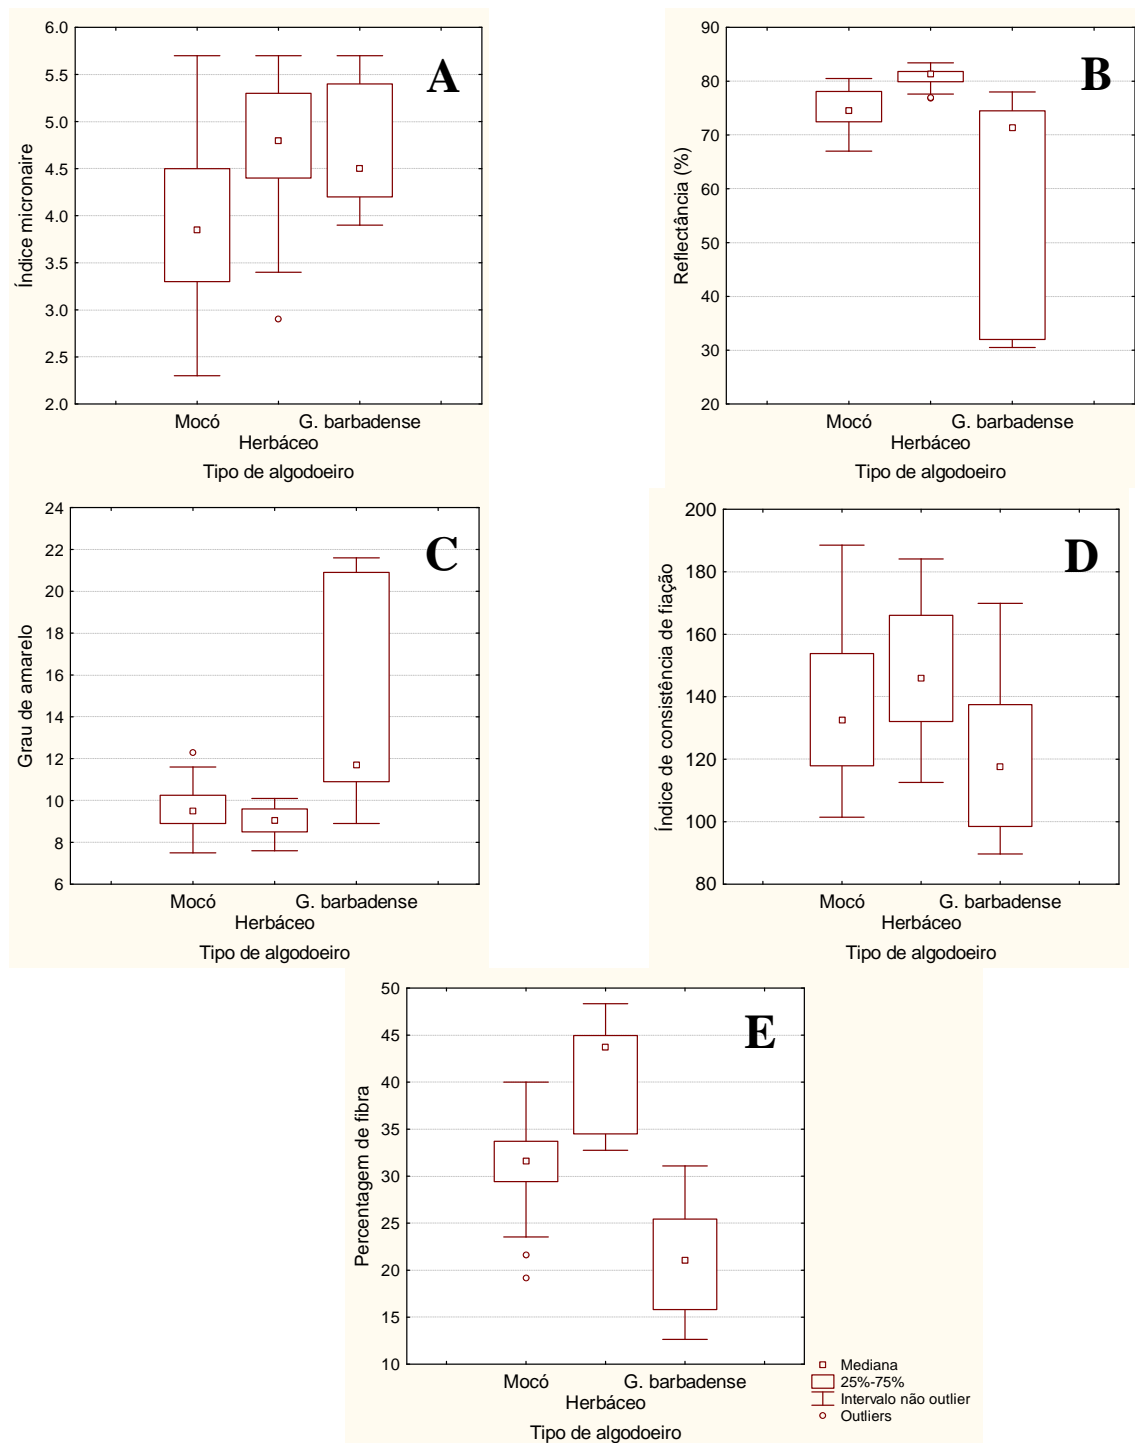 A
Índice micronaire
6.0
5.5
5.0
4.5
4.0
3.5
3.0
2.5
2.0
Mocó G. barbadense
Herbáceo
Tipo de algodoeiro
B
Reflectância (%)
90
80
70
60
50
40
30
20
Mocó G. barbadense
Herbáceo
Tipo de algodoeiro
C
Grau de amarelo
24
22
20
18
16
14
12
10
8
6
Mocó G. barbadense
Herbáceo
Tipo de algodoeiro
D
Índice de consistência de fiação
200
180
160
140
120
100
80
Mocó G. barbadense
Herbáceo
Tipo de algodoeiro
E
Percentagem de fibra
50
45
40
35
30
25
20
15
10
Mocó G. barbadense
Herbáceo
Tipo de algodoeiro
Mediana
25%-75%
Intervalo não outlier
Outliers